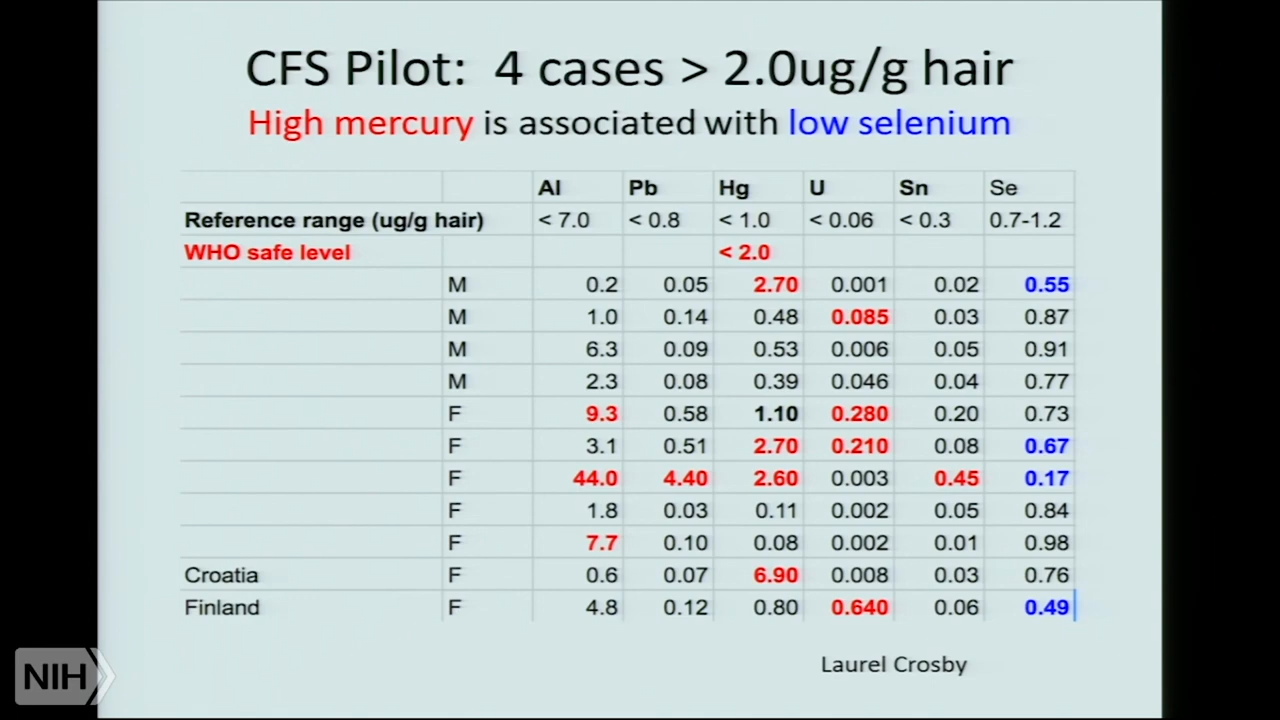 CFS Pilot: 4 cases > 2.0ug/g hair
High mercury is associated with low selenium
Al Pb Hg U Sn Se
Reference range (ug/g hair) < 7.0 < 0.8 < 1.0 < 0.06 < 0.3 0.7-1.2
WHO safe level < 2.0
M 0.2 0.05 2.70 0.001 0.02 0.55
M 1.0 0.14 0.48 0.085 0.03 0.87
M 6.3 0.09 0.53 0.006 0.05 0.91
M 2.3 0.08 0.39 0.046 0.04 0.77
F 9.3 0.58 1.10 0.280 0.20 0.73
F 3.1 0.51 2.70 0.210 0.08 0.67
F 44.0 4.40 2.60 0.003 0.45 0.17
F 1.8 0.03 0.11 0.002 0.05 0.84
F 7.7 0.10 0.08 0.002 0.01 0.98
Croatia F 0.6 0.07 6.90 0.008 0.03 0.76
Finland F 4.8 0.12 0.80 0.640 0.06 0.49
Laurel Crosby
NIH